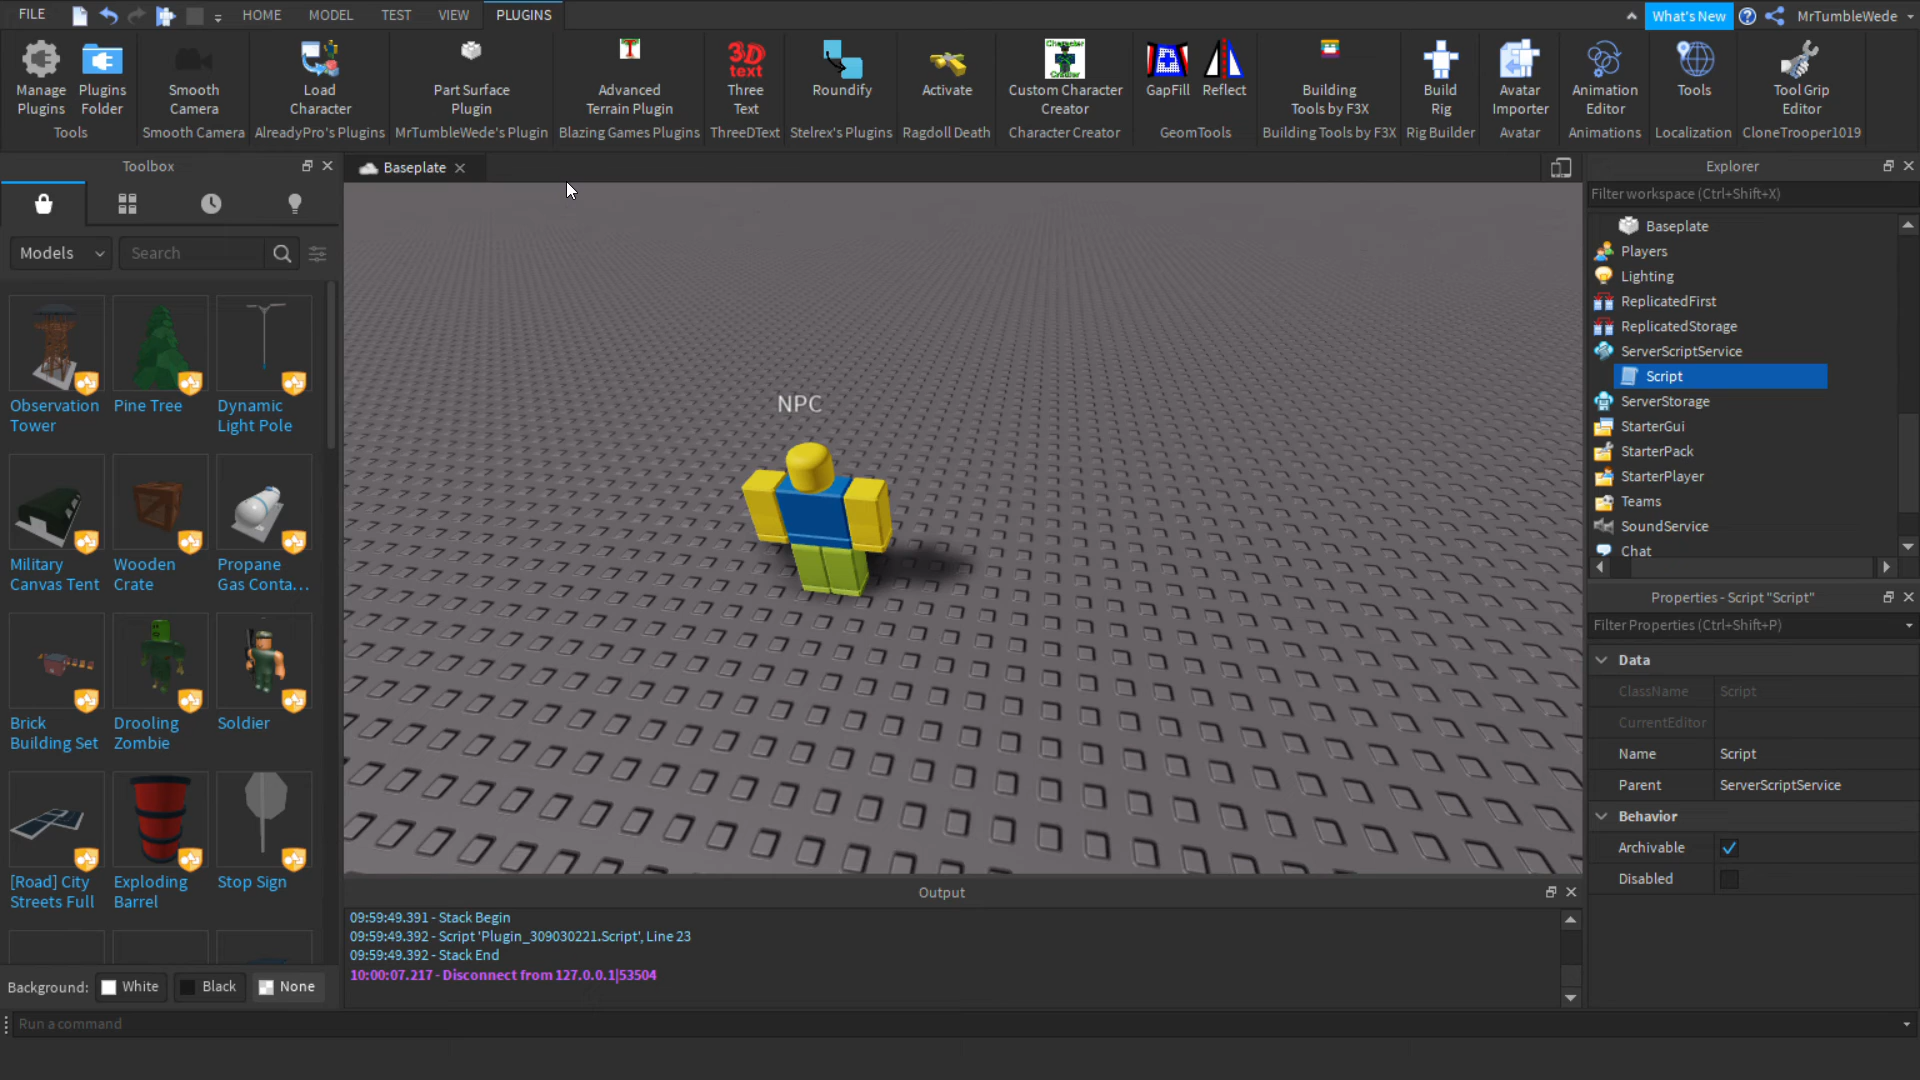 FILE
HOME
MODEL
TEST
VIEW
PLUGINS
What's New
MrTumbleWede
Manage Plugins
Plugins Folder
Tools
Smooth Camera
Smooth Camera
Load Character
AlreadyPro's Plugins
Part Surface Plugin
MrTumbleWede's Plugin
T
Advanced Terrain Plugin
Blazing Games Plugins
3D text
Three Text
ThreeDText
Roundify
Stelrex's Plugins
Activate
Ragdoll Death
Custom Character Creator
Character Creator
GapFill
Reflect
GeomTools
Building Tools by F3X
Building Tools by F3X
Build Rig
Rig Builder
Avatar Importer
Avatar
Animation Editor
Animations
Tools
Localization
Tool Grip Editor
CloneTrooper1019
Toolbox
Models
Search
Observation Tower
Pine Tree
Dynamic Light Pole
Military Canvas Tent
Wooden Crate
Propane Gas Conta...
Brick Building Set
Drooling Zombie
Soldier
[Road] City Streets Full
Exploding Barrel
Stop Sign
Background:
White
Black
None
Baseplate
NPC
Output
09:59:49.391 - Stack Begin
09:59:49.392 - Script 'Plugin_309030221.Script', Line 23
09:59:49.392 - Stack End
10:00:07.217 - Disconnect from 127.0.0.1|53504
Run a command
Explorer
Filter workspace (Ctrl+Shift+X)
Baseplate
Players
Lighting
ReplicatedFirst
ReplicatedStorage
ServerScriptService
Script
ServerStorage
StarterGui
StarterPack
StarterPlayer
Teams
SoundService
Chat
Properties - Script "Script"
Filter Properties (Ctrl+Shift+P)
Data
ClassName
Script
CurrentEditor
Name
Script
Parent
ServerScriptService
Behavior
Archivable
Disabled